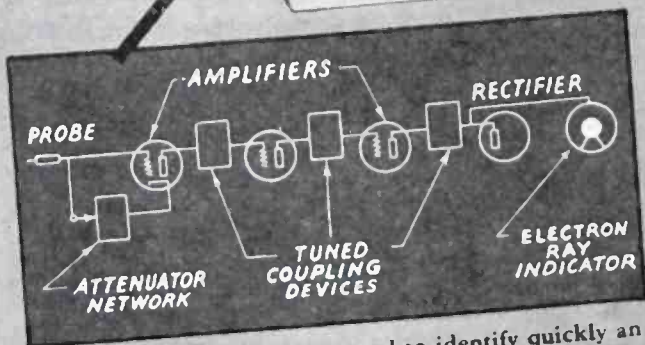 AMPLIFIERS
RECTIFIER
PROBE
ATTENUATOR
NETWORK
TUNED
COUPLING
DEVICES
ELECTRON
RAY
INDICATOR
identify quickly an